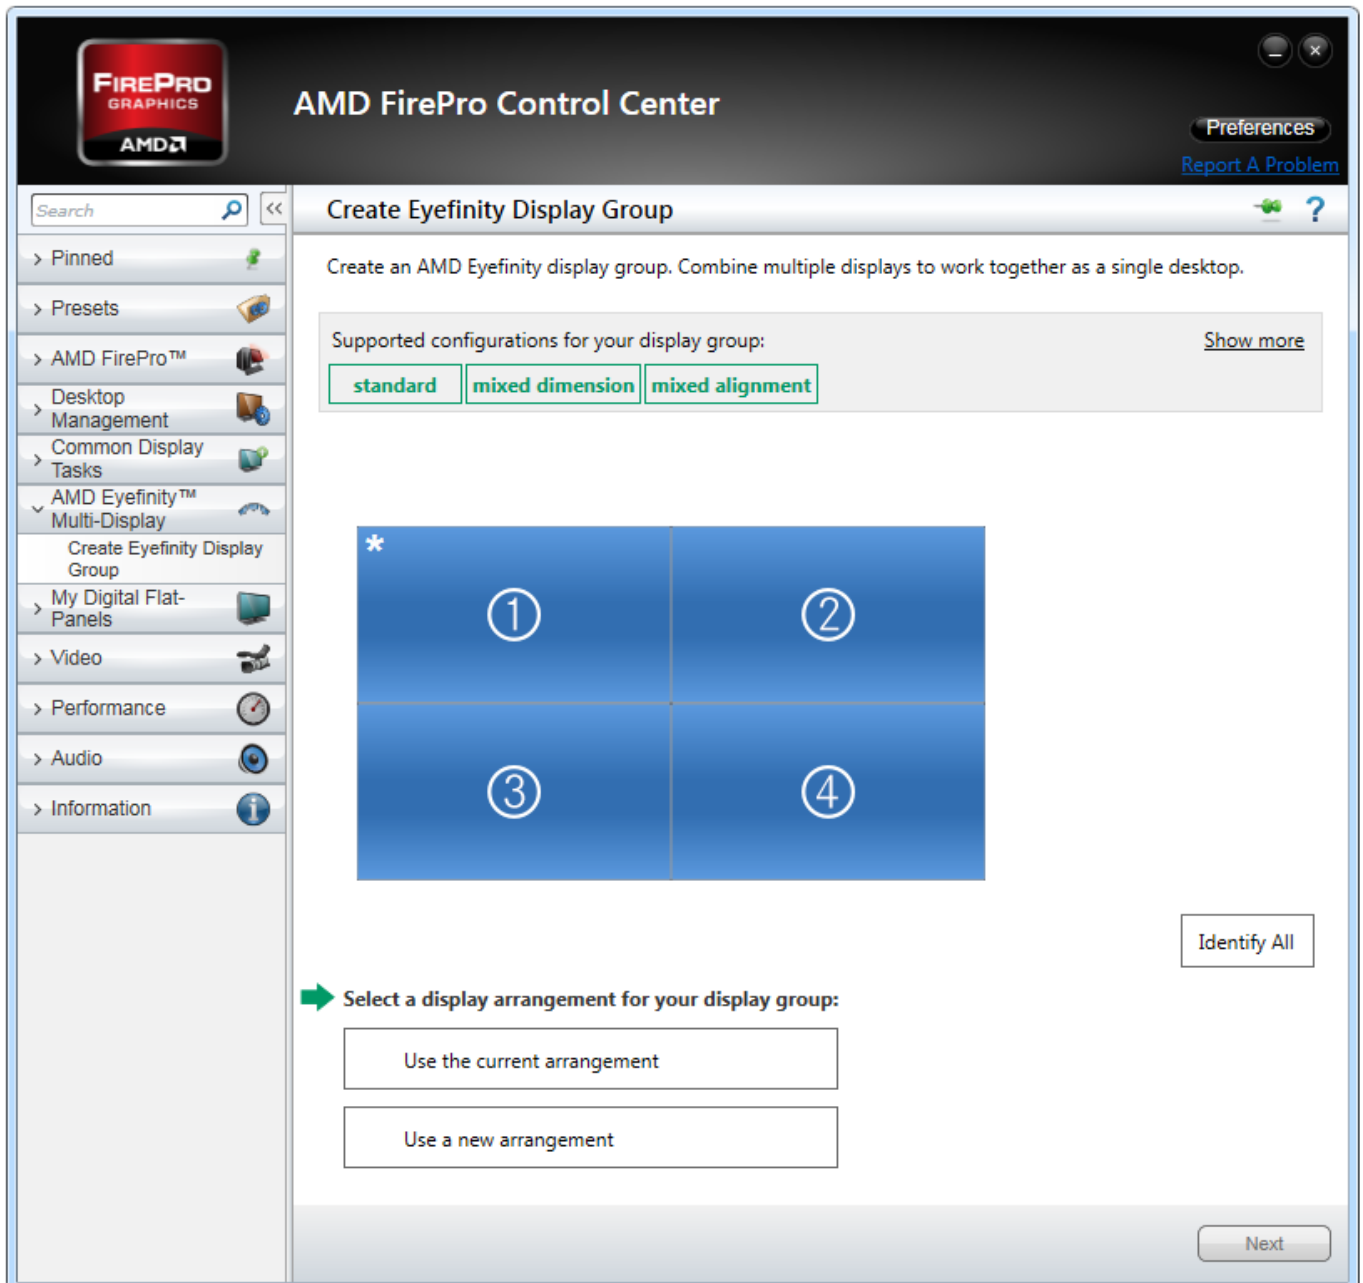 FIREPRO
GRAPHICS
AMD
AMD FirePro Control Center
Preferences
Report A Problem
Search
Create Eyefinity Display Group
?
Pinned
Presets
AMD FirePro™
Desktop
Management
Common Display
Tasks
AMD Eyefinity™
Multi-Display
Create Eyefinity Display
Group
My Digital Flat-
Panels
Video
Performance
Audio
Information
Create an AMD Eyefinity display group. Combine multiple displays to work together as a single desktop.
Supported configurations for your display group:
Show more
standard
mixed dimension
mixed alignment
*
①
②
③
④
Identify All
Select a display arrangement for your display group:
Use the current arrangement
Use a new arrangement
Next